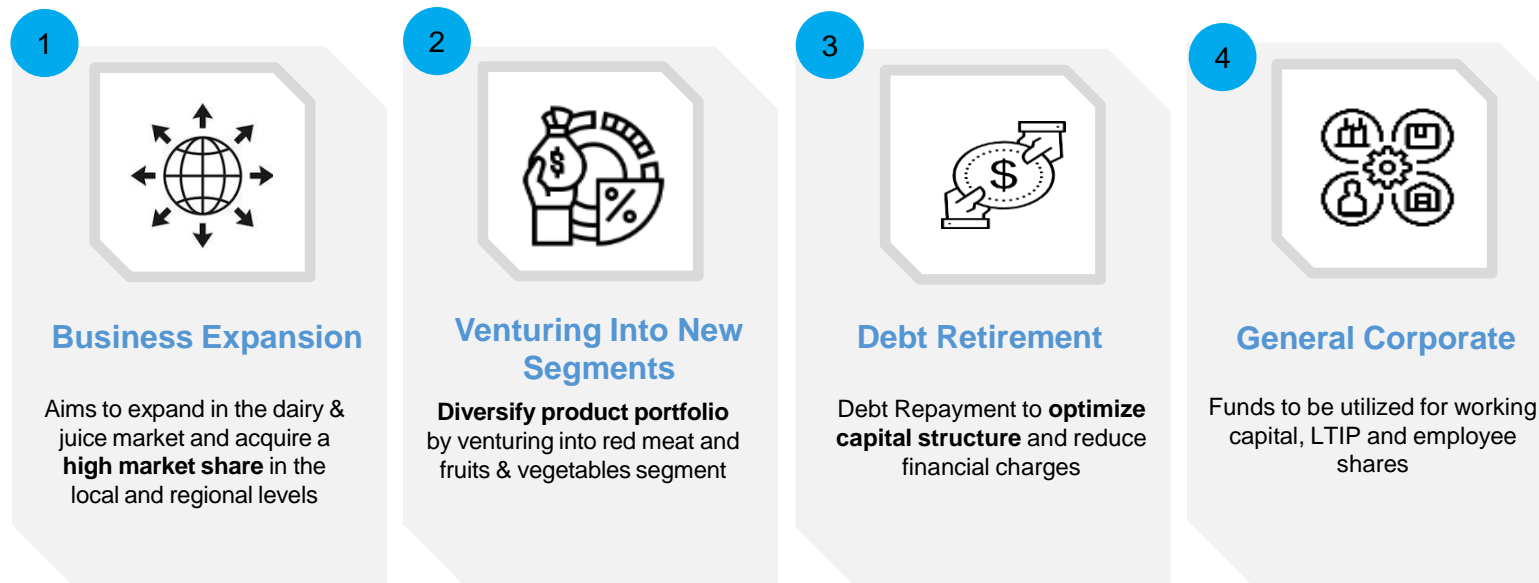 1
Business Expansion
Aims to expand in the dairy &
juice market and acquire a
high market share in the
local and regional levels
2
Venturing Into New
Segments
Diversify product portfolio
by venturing into red meat and
fruits & vegetables segment
3
Debt Retirement
Debt Repayment to optimize
capital structure and reduce
financial charges
4
General Corporate
Funds to be utilized for working
capital, LTIP and employee
shares